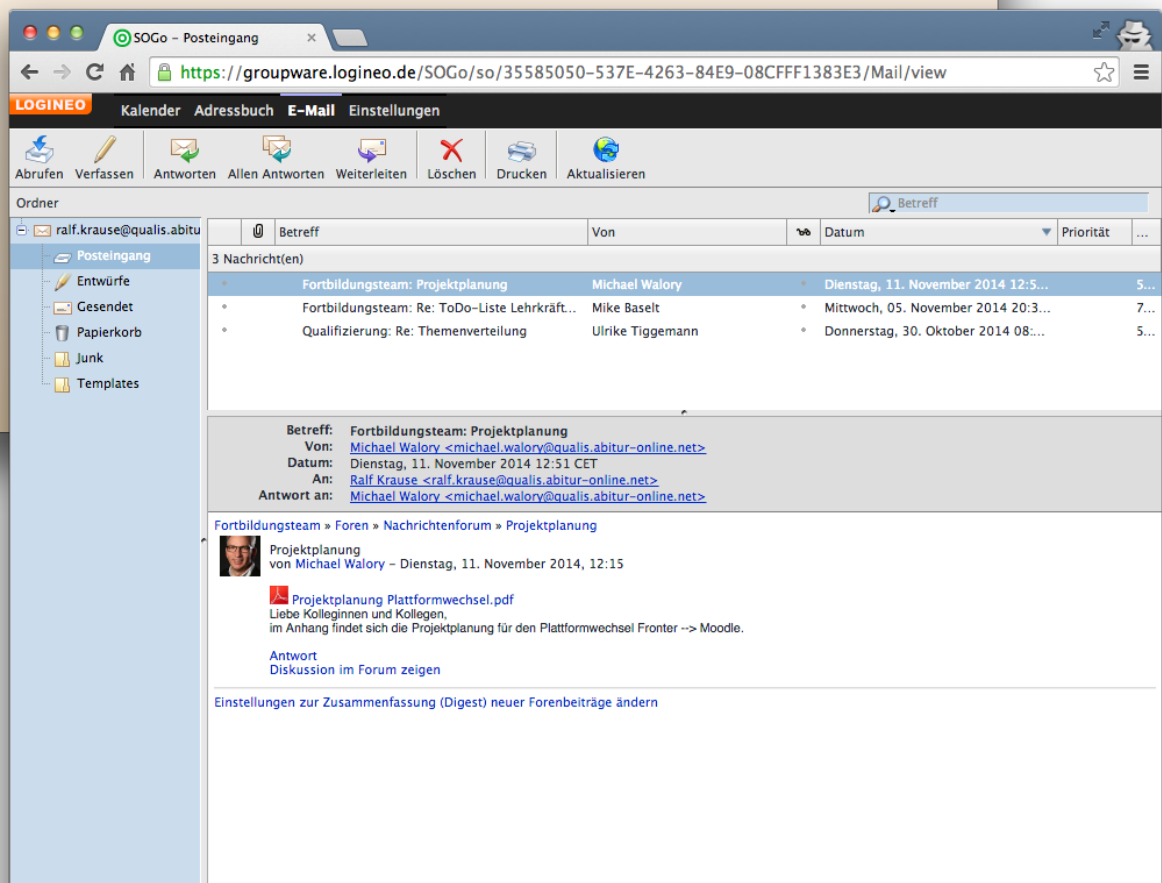 SOGo – Posteingang
https://groupware.logineo.de/SOGo/so/35585050-537E-4263-84E9-08CFFF1383E3/Mail/view
LOGINEO Kalender Adressbuch E-Mail Einstellungen
Abrufen Verfassen Antworten Allen Antworten Weiterleiten Löschen Drucken Aktualisieren
Ordner Betreff
ralf.krause@qualis.abitu
Posteingang
Entwürfe
Gesendet
Papierkorb
Junk
Templates
Betreff Von Datum Priorität ...
3 Nachricht(en)
Fortbildungsteam: Projektplanung Michael Walory Dienstag, 11. November 2014 12:5... 5...
Fortbildungsteam: Re: ToDo-Liste Lehrkräft... Mike Baselt Mittwoch, 05. November 2014 20:3... 7...
Qualifizierung: Re: Themenverteilung Ulrike Tiggemann Donnerstag, 30. Oktober 2014 08:... 5...
Betreff: Fortbildungsteam: Projektplanung
Von: Michael Walory <michael.walory@qualis.abitur-online.net>
Datum: Dienstag, 11. November 2014 12:51 CET
An: Ralf Krause <ralf.krause@qualis.abitur-online.net>
Antwort an: Michael Walory <michael.walory@qualis.abitur-online.net>
Fortbildungsteam » Foren » Nachrichtenforum » Projektplanung
Projektplanung
von Michael Walory – Dienstag, 11. November 2014, 12:15
Projektplanung Plattformwechsel.pdf
Liebe Kolleginnen und Kollegen,
im Anhang findet sich die Projektplanung für den Plattformwechsel Fronter --> Moodle.
Antwort
Diskussion im Forum zeigen
Einstellungen zur Zusammenfassung (Digest) neuer Forenbeiträge ändern